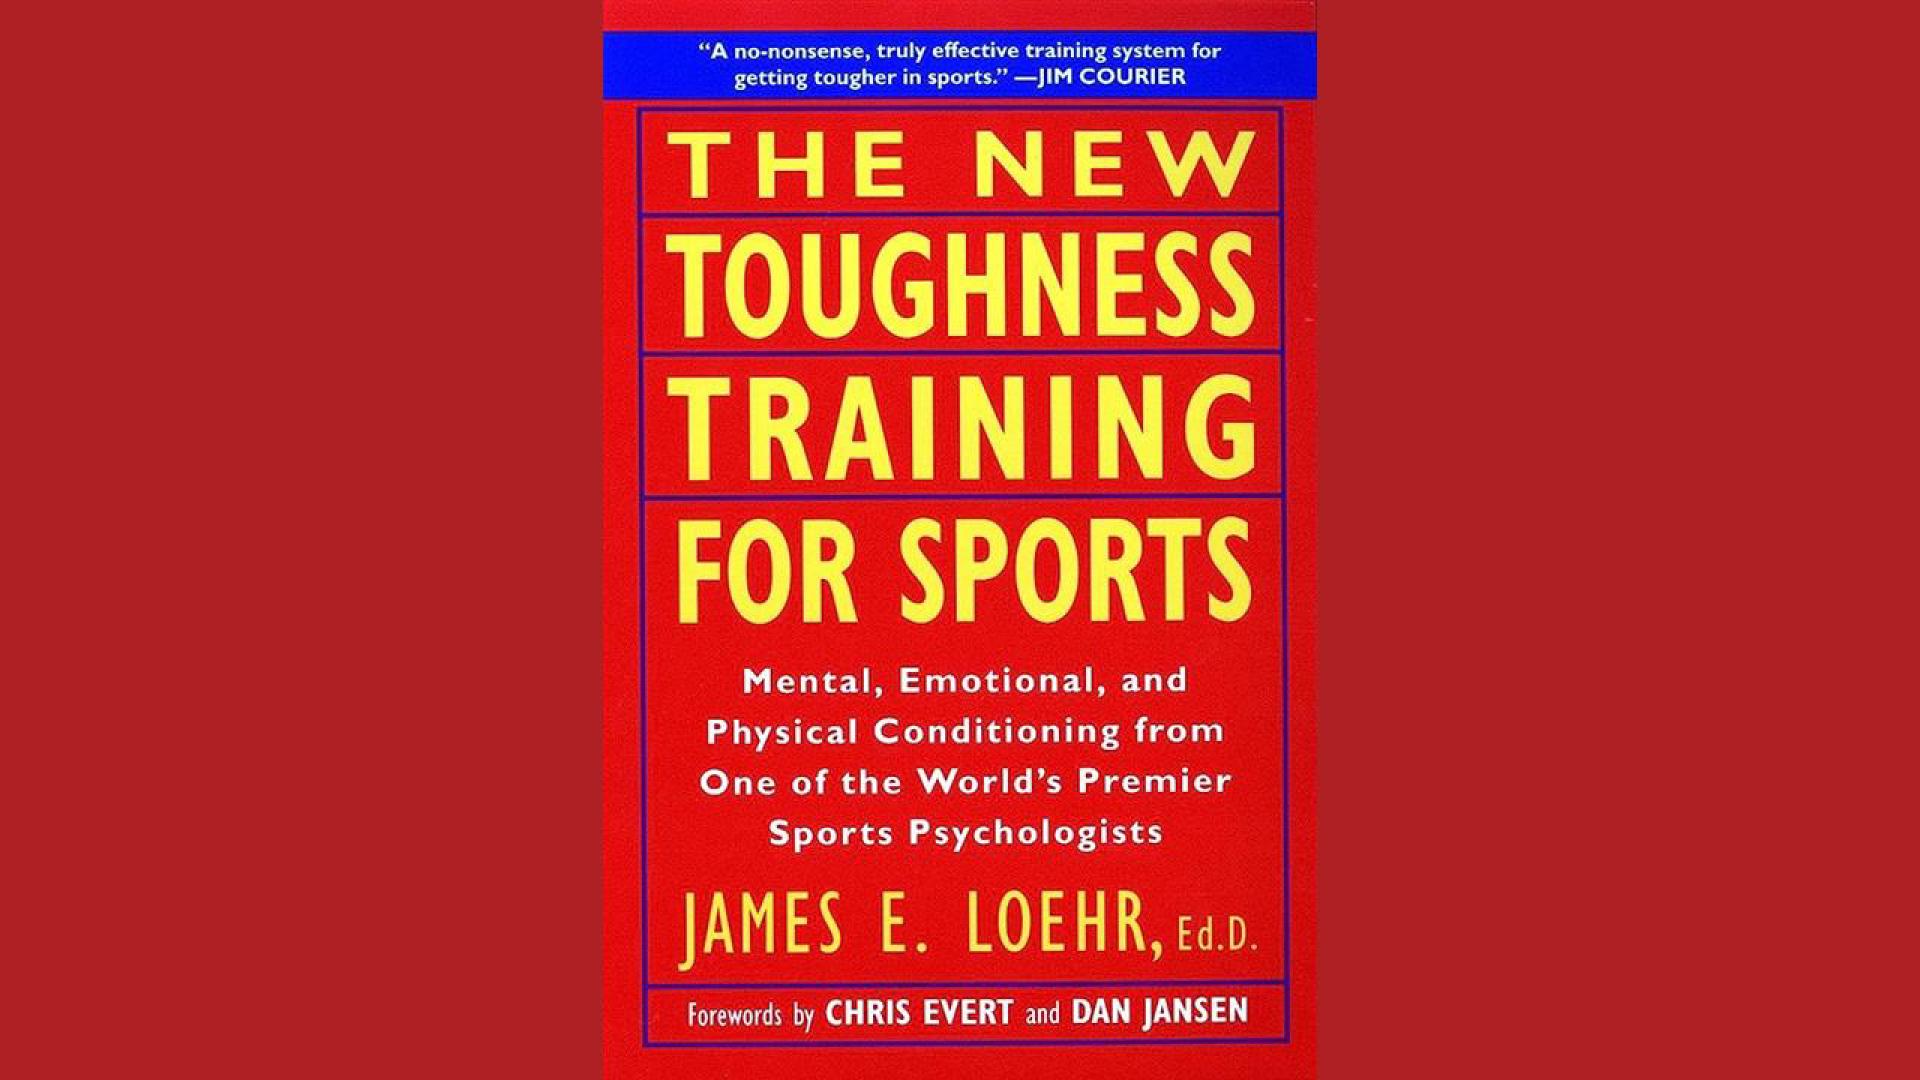 “A no-nonsense, truly effective training system for
getting tougher in sports.” —JIM COURIER
THE NEW
TOUGHNESS
TRAINING
FOR SPORTS
Mental, Emotional, and
Physical Conditioning from
One of the World’s Premier
Sports Psychologists
JAMES E. LOEHR, Ed.D.
Forewords by CHRIS EVERT and DAN JANSEN